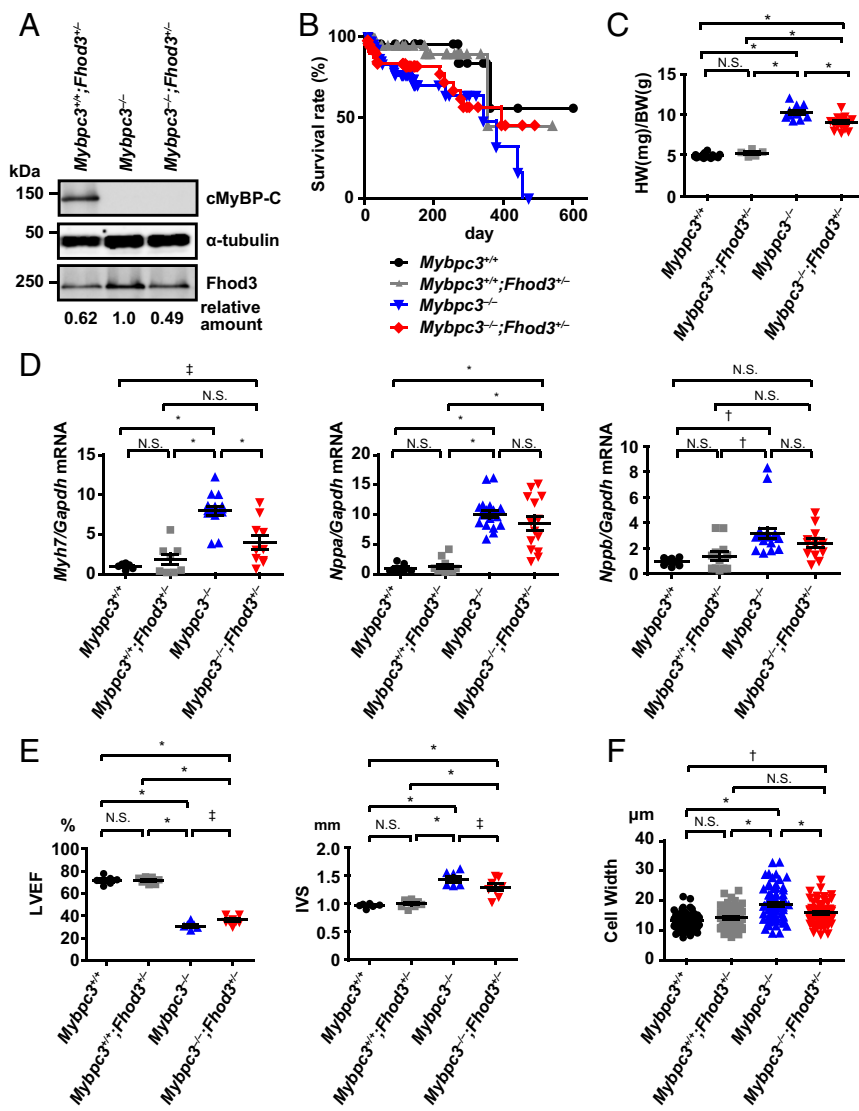 A
Mybpc3+/+;Fhod3+/–
Mybpc3–/–
Mybpc3–/–;Fhod3+/–
kDa
150
cMyBP-C
50
α-tubulin
250
Fhod3
relative
amount
0.62 1.0 0.49
B
Survival rate (%)
100
50
0
0 200 400 600
day
Mybpc3+/+
Mybpc3+/+;Fhod3+/–
Mybpc3–/–
Mybpc3–/–;Fhod3+/–
C
*
*
*
N.S. * *
HW(mg)/BW(g)
15
10
5
0
Mybpc3+/+
Mybpc3+/+;Fhod3+/–
Mybpc3–/–
Mybpc3–/–;Fhod3+/–
D
‡
N.S.
*
N.S. * *
Myh7/Gapdh mRNA
15
10
5
0
Mybpc3+/+
Mybpc3+/+;Fhod3+/–
Mybpc3–/–
Mybpc3–/–;Fhod3+/–
*
*
*
N.S. * N.S.
Nppa/Gapdh mRNA
20
15
10
5
0
Mybpc3+/+
Mybpc3+/+;Fhod3+/–
Mybpc3–/–
Mybpc3–/–;Fhod3+/–
N.S.
N.S.
†
N.S. † N.S.
Nppb/Gapdh mRNA
10
8
6
4
2
0
Mybpc3+/+
Mybpc3+/+;Fhod3+/–
Mybpc3–/–
Mybpc3–/–;Fhod3+/–
E
*
*
*
N.S. * ‡
%
LVEF
100
80
60
40
20
0
Mybpc3+/+
Mybpc3+/+;Fhod3+/–
Mybpc3–/–
Mybpc3–/–;Fhod3+/–
*
*
*
N.S. * ‡
mm
IVS
2.0
1.5
1.0
0.5
0
Mybpc3+/+
Mybpc3+/+;Fhod3+/–
Mybpc3–/–
Mybpc3–/–;Fhod3+/–
F
†
N.S.
*
N.S. * *
µm
Cell Width
40
30
20
10
0
Mybpc3+/+
Mybpc3+/+;Fhod3+/–
Mybpc3–/–
Mybpc3–/–;Fhod3+/–